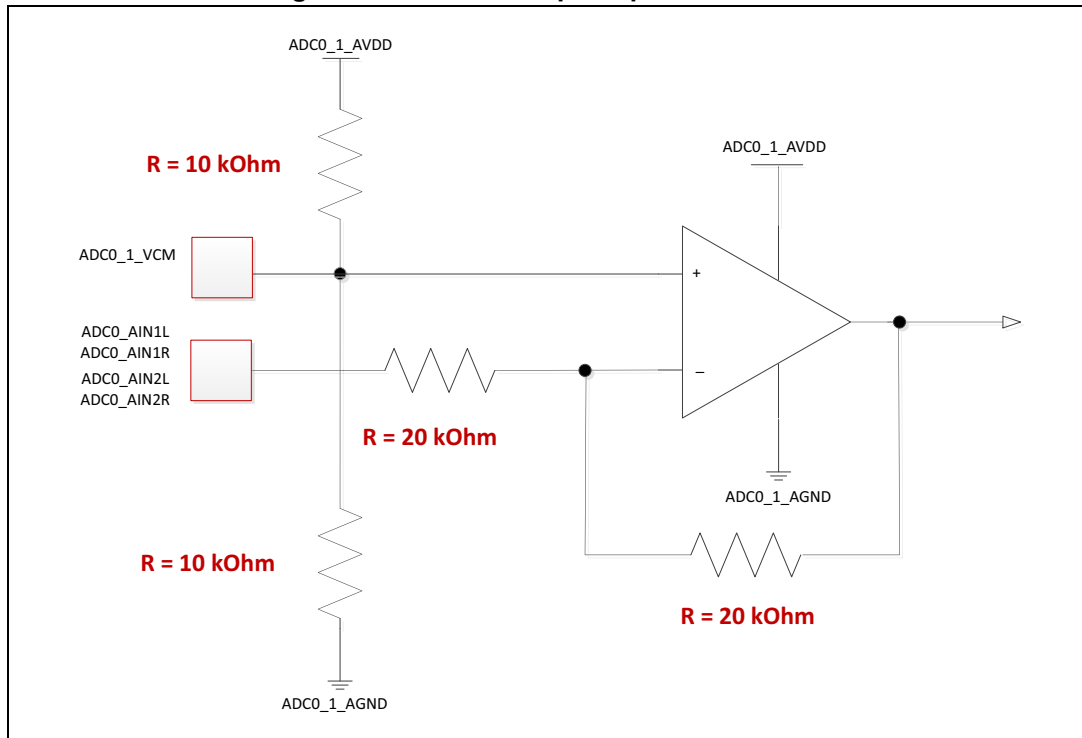 ADC0_1_AVDD
R = 10 kOhm
ADC0_1_AVDD
ADC0_1_VCM
+
ADC0_AIN1L
ADC0_AIN1R
ADC0_AIN2L
ADC0_AIN2R
–
R = 20 kOhm
ADC0_1_AGND
R = 10 kOhm
R = 20 kOhm
ADC0_1_AGND